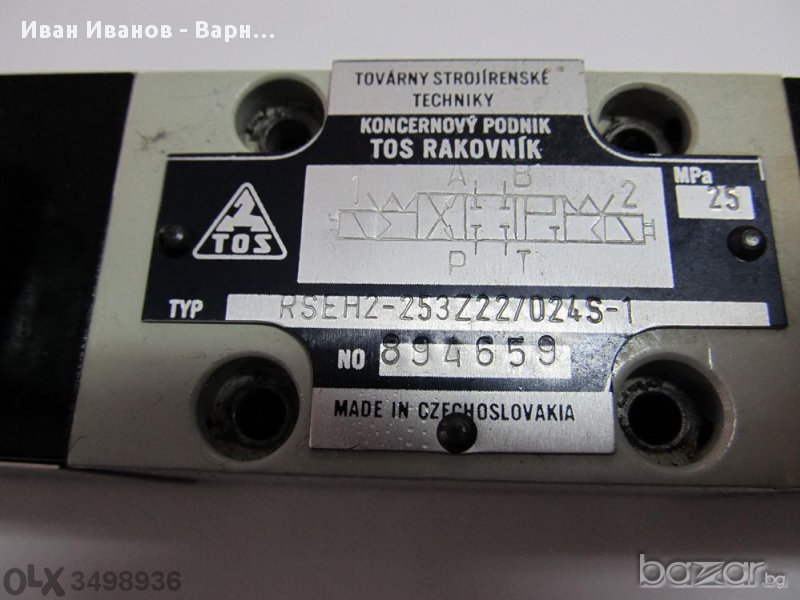 Иван Иванов - Варн...
TOVÁRNY STROJÍRENSKÉ
TECHNIKY
KONCERNOVÝ PODNIK
TOS RAKOVNÍK
MPa
25
A B
1 2
P T
TOS
TYP RSEH2-253Z22/024S-1
NO 894659
MADE IN CZECHOSLOVAKIA
OLX 3498936
bazar.bg